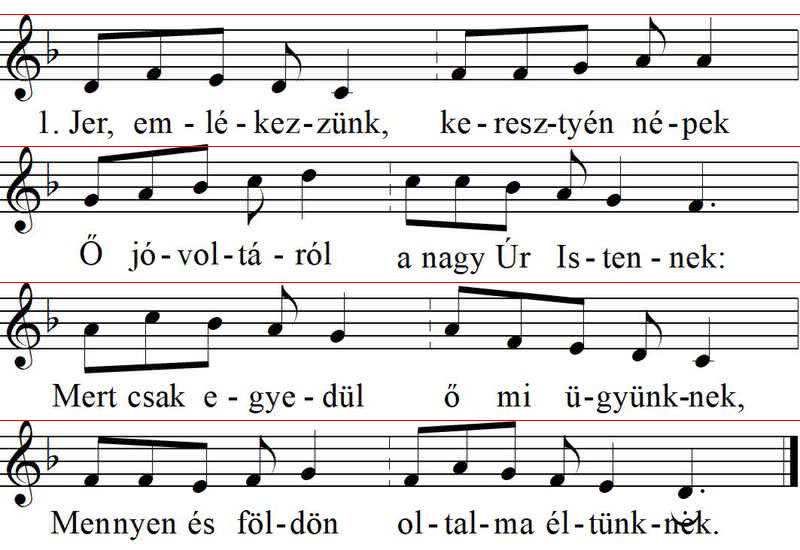 1. Jer, em - lé - kez-zünk, ke - resz-tyén né - pek
Ő jó - vol - tá - ról a nagy Úr Is - ten - nek:
Mert csak e - gye - dül ő mi ü-gyünk-nek,
Mennyen és föl-dön ol - tal - ma él - tünk-nek.